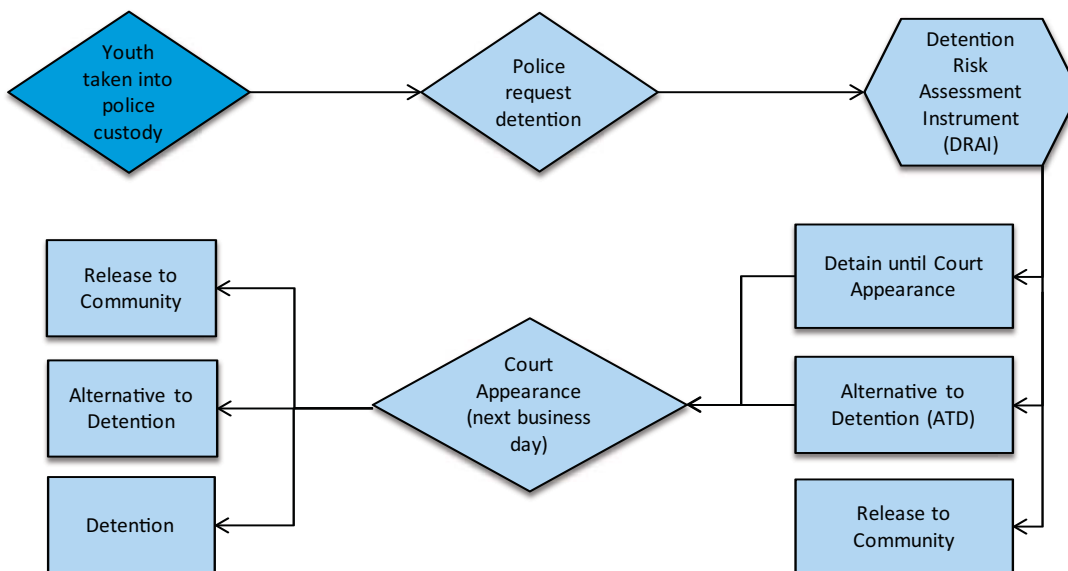 Youth
taken into
police
custody
Police
request
detention
Detention
Risk
Assessment
Instrument
(DRAI)
Release to
Community
Detain until Court
Appearance
Alternative to
Detention
Court
Appearance
(next business
day)
Alternative to
Detention (ATD)
Detention
Release to
Community